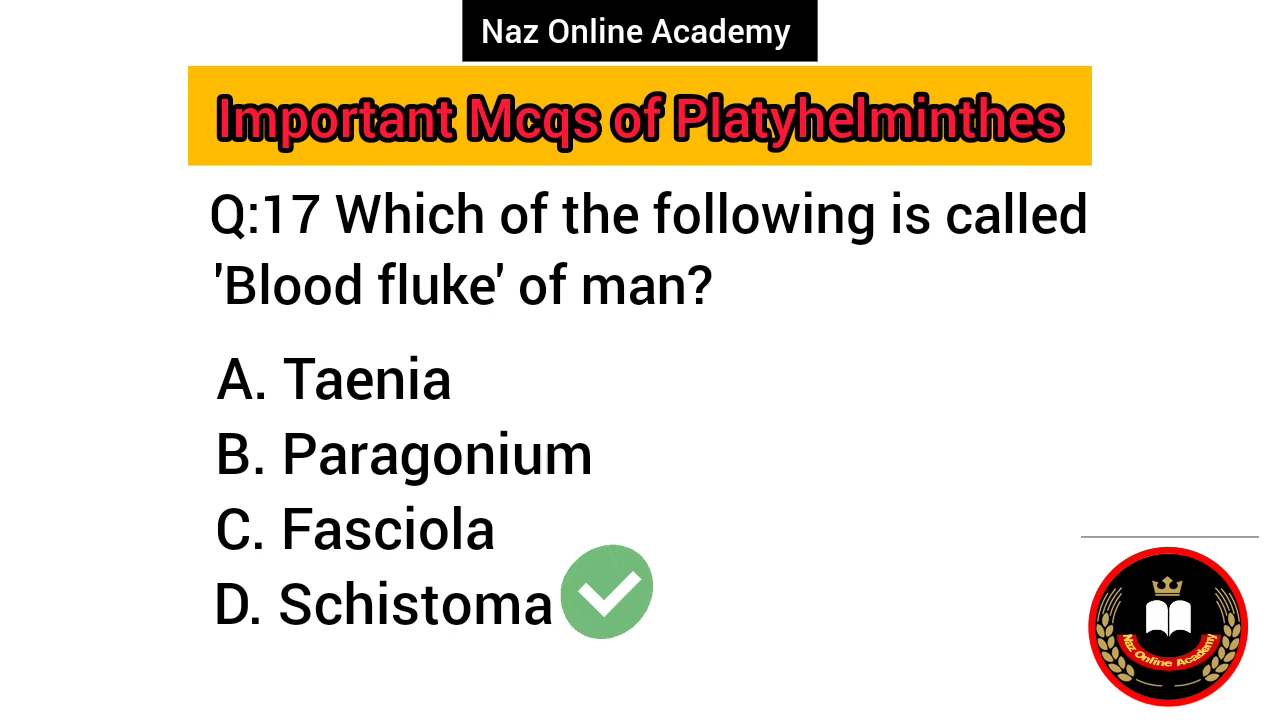 Naz Online Academy
Important Mcqs of Platyhelminthes
Q:17 Which of the following is called
'Blood fluke' of man?
A. Taenia
B. Paragonium
C. Fasciola
D. Schistoma
Naz Online Academy